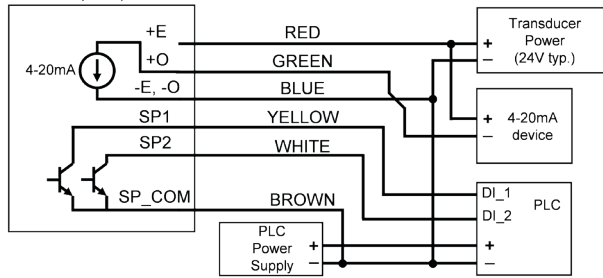 +E
RED
Transducer
Power
(24V typ.)
+
−
+O
GREEN
4-20mA
-E, -O
BLUE
SP1
YELLOW
+
−
4-20mA
device
SP2
WHITE
SP_COM
BROWN
DI_1
DI_2
PLC
+
−
PLC
Power
Supply
+
−